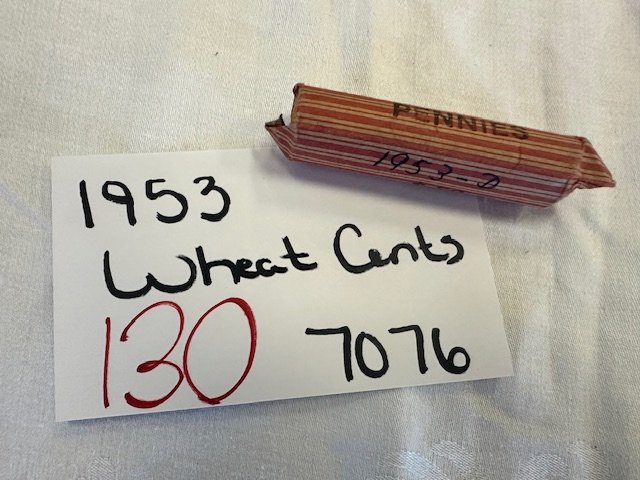 PENNIES
1953-D
1953
Wheat Cents
130 7076